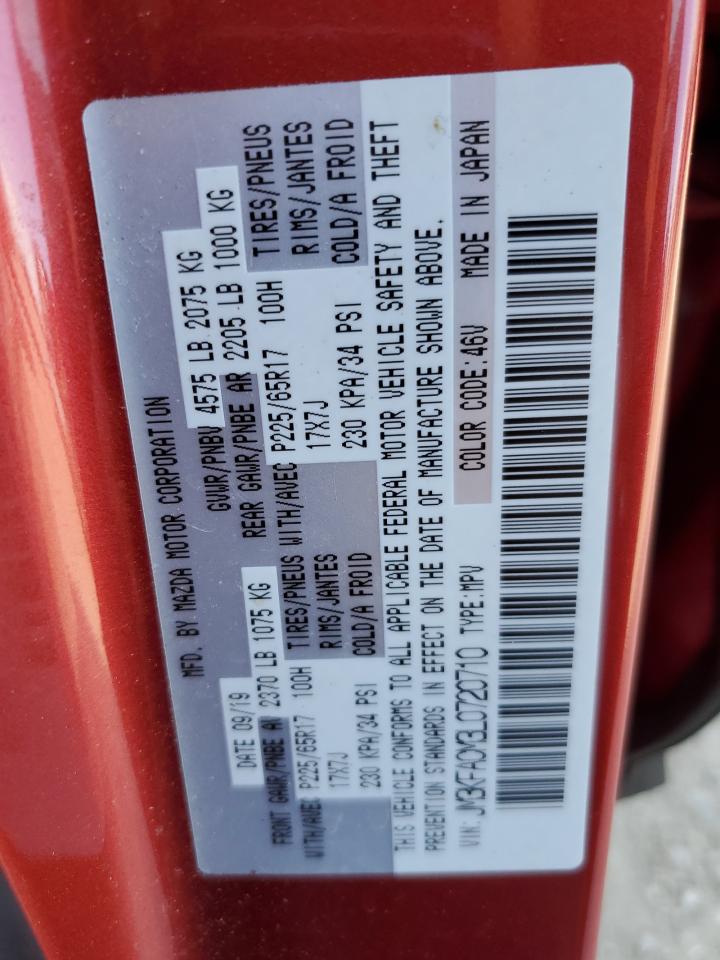 MFD. BY MAZDA MOTOR CORPORATION
DATE 09/19 GVWR/PNBV 4575 LB 2075 KG
FRONT GAWR/PNBE AV 2370 LB 1075 KG REAR GAWR/PNBE AR 2205 LB 1000 KG
WITH/AVEC P225/65R17 100H TIRES/PNEUS WITH/AVEC P225/65R17 100H TIRES/PNEUS
17X7J RIMS/JANTES 17X7J RIMS/JANTES
230 KPA/34 PSI COLD/A FROID 230 KPA/34 PSI COLD/A FROID
THIS VEHICLE CONFORMS TO ALL APPLICABLE FEDERAL MOTOR VEHICLE SAFETY AND THEFT
PREVENTION STANDARDS IN EFFECT ON THE DATE OF MANUFACTURE SHOWN ABOVE.
VIN: JM3KFACM3L0720710 TYPE:MPV COLOR CODE:46V MADE IN JAPAN